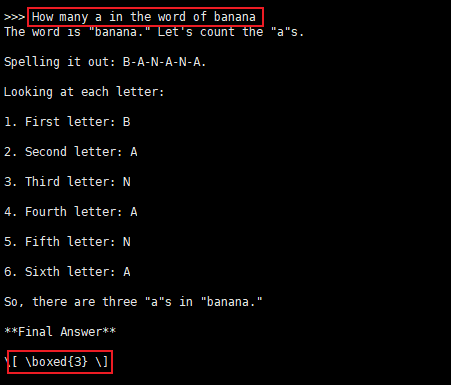 >>> How many a in the word of banana
The word is "banana." Let's count the "a"s.
Spelling it out: B-A-N-A-N-A.
Looking at each letter:
1. First letter: B
2. Second letter: A
3. Third letter: N
4. Fourth letter: A
5. Fifth letter: N
6. Sixth letter: A
So, there are three "a"s in "banana."
**Final Answer**
\[ \boxed{3} \]